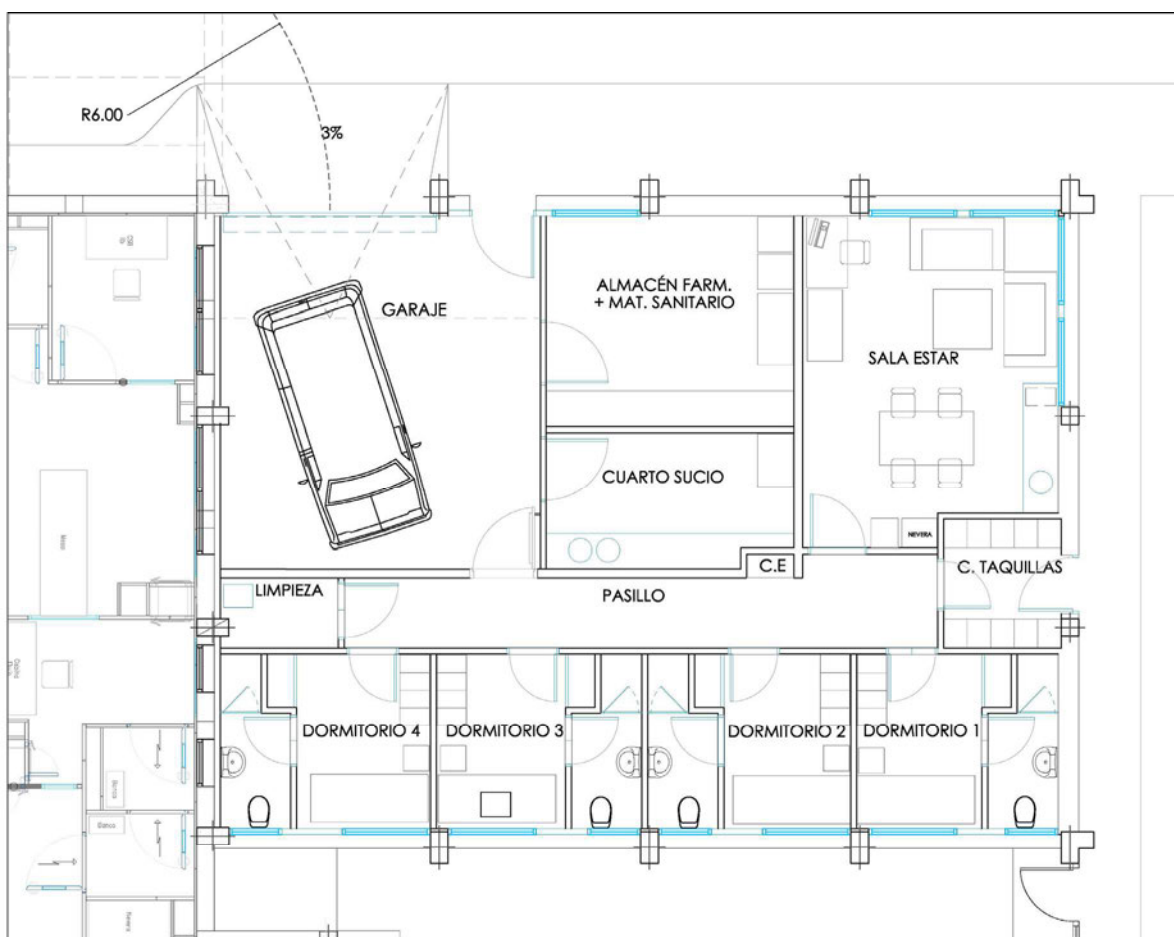 R6.00
3%
GARAJE
ALMACÉN FARM.
+ MAT. SANITARIO
SALA ESTAR
CUARTO SUCIO
NEVERA
C.E
C. TAQUILLAS
LIMPIEZA
PASILLO
DORMITORIO 4
DORMITORIO 3
DORMITORIO 2
DORMITORIO 1